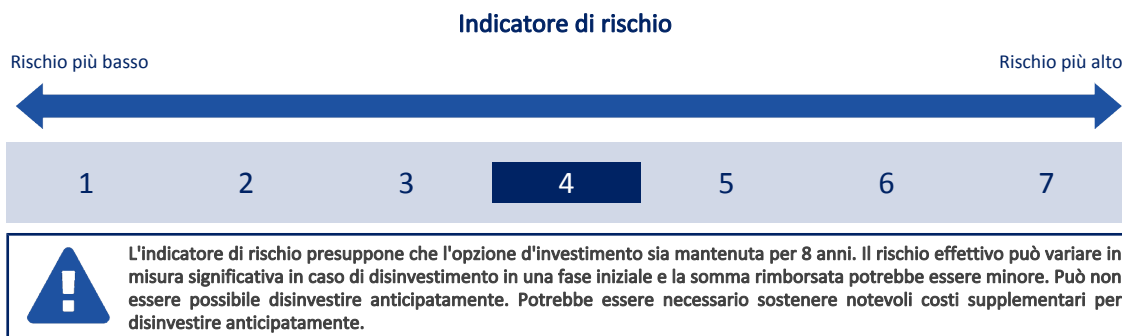 Indicatore di rischio
Rischio più basso
Rischio più alto
1 2 3 4 5 6 7
L'indicatore di rischio presuppone che l'opzione d'investimento sia mantenuta per 8 anni. Il rischio effettivo può variare in
misura significativa in caso di disinvestimento in una fase iniziale e la somma rimborsata potrebbe essere minore. Può non
essere possibile disinvestire anticipatamente. Potrebbe essere necessario sostenere notevoli costi supplementari per
disinvestire anticipatamente.